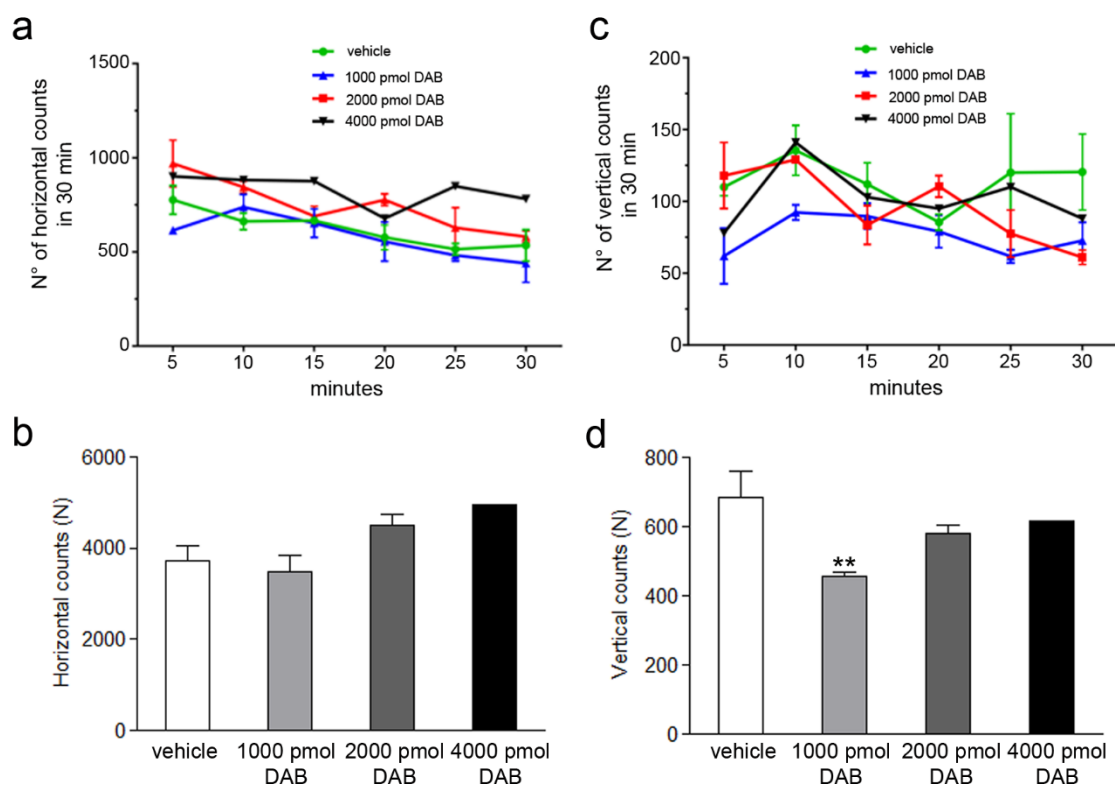 a
vehicle
1000 pmol DAB
2000 pmol DAB
4000 pmol DAB
N° of horizontal counts
in 30 min
1500
1000
500
0
5 10 15 20 25 30
minutes
c
vehicle
1000 pmol DAB
2000 pmol DAB
4000 pmol DAB
N° of vertical counts
in 30 min
200
150
100
50
0
5 10 15 20 25 30
minutes
b
Horizontal counts (N)
6000
4000
2000
0
vehicle 1000 pmol 2000 pmol 4000 pmol
DAB DAB DAB
d
Vertical counts (N)
800
600
400
200
0
**
vehicle 1000 pmol 2000 pmol 4000 pmol
DAB DAB DAB